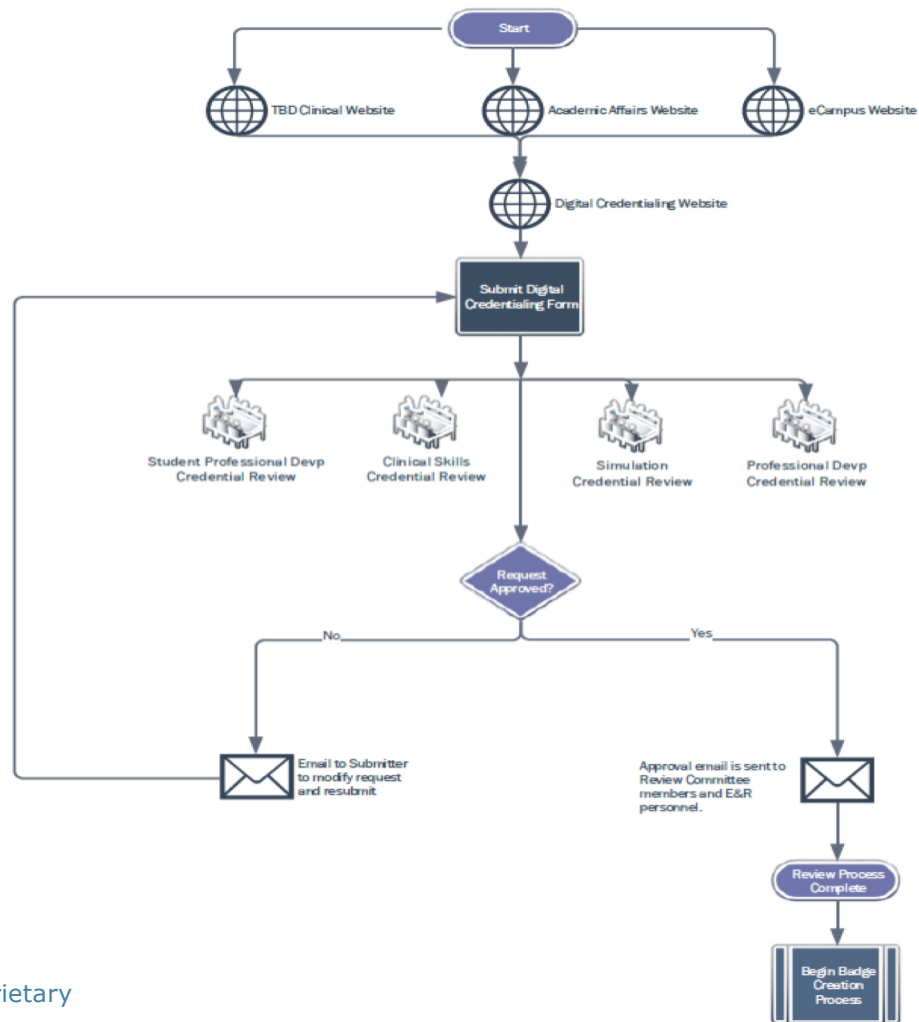 Start
TBD Clinical Website
Academic Affairs Website
eCampus Website
Digital Credentialing Website
Submit Digital
Credentialing Form
Student Professional Devp
Credential Review
Clinical Skills
Credential Review
Simulation
Credential Review
Professional Devp
Credential Review
Request
Approved?
No
Yes
Email to Submitter
to modify request
and resubmit
Approval email is sent to
Review Committee
members and E&R
personnel.
Review Process
Complete
Begin Badge
Creation
Process
rietary